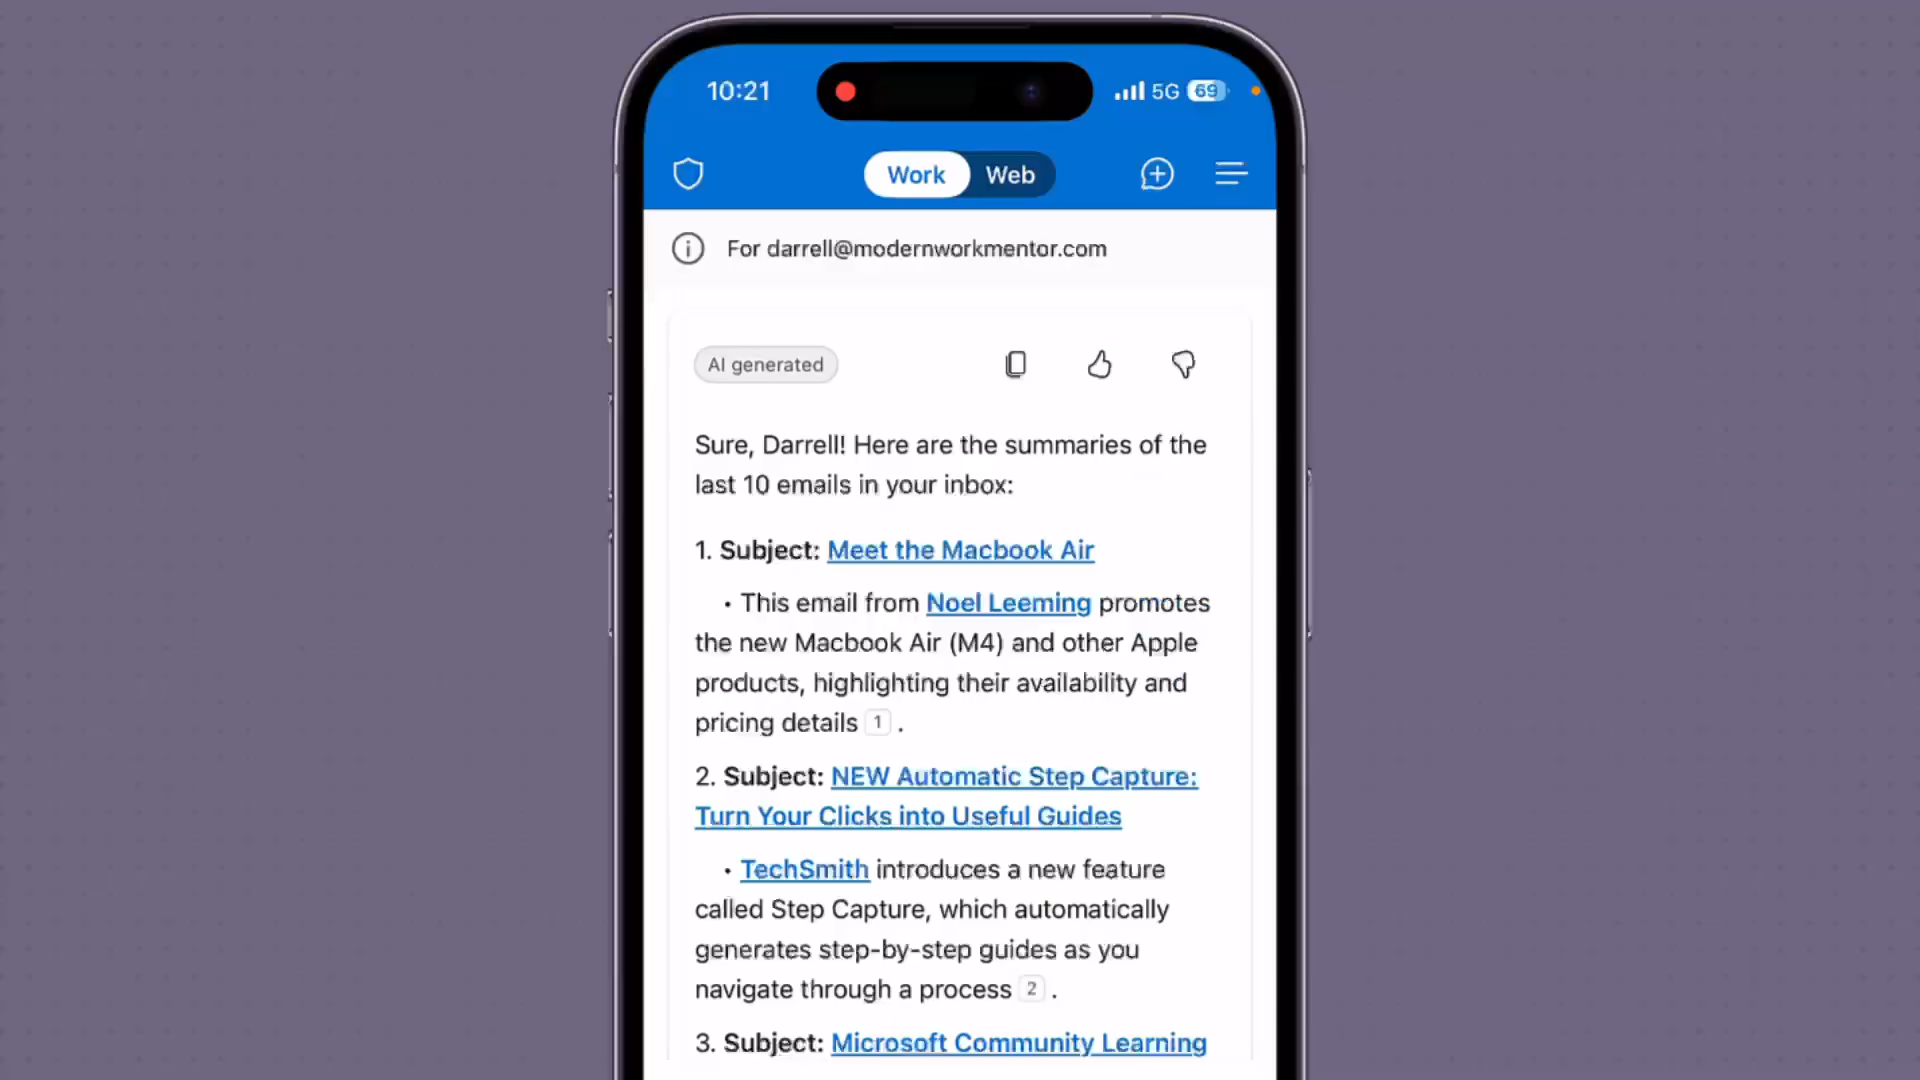 10:21
5G 69
Work Web
For darrell@modernworkmentor.com
AI generated
Sure, Darrell! Here are the summaries of the
last 10 emails in your inbox:
1. Subject: Meet the Macbook Air
• This email from Noel Leeming promotes
the new Macbook Air (M4) and other Apple
products, highlighting their availability and
pricing details 1 .
2. Subject: NEW Automatic Step Capture:
Turn Your Clicks into Useful Guides
• TechSmith introduces a new feature
called Step Capture, which automatically
generates step-by-step guides as you
navigate through a process 2 .
3. Subject: Microsoft Community Learning